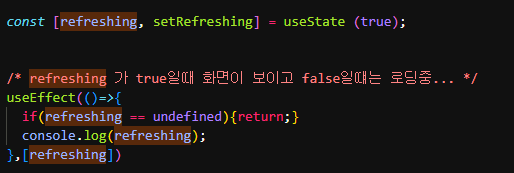 const [refreshing, setRefreshing] = useState (true);
/* refreshing 가 true일때 화면이 보이고 false일때는 로딩중... */
useEffect(()=>{
if(refreshing == undefined){return;}
console.log(refreshing);
},[refreshing])